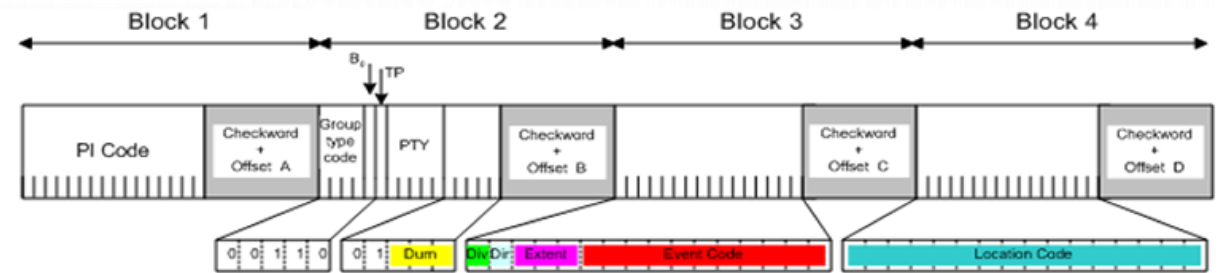 Block 1 Block 2 Block 3 Block 4
B₀ TP
PI Code
Checkword
+
Offset A
Group
type
code
PTY
Checkword
+
Offset B
Checkword
+
Offset C
Checkword
+
Offset D
0 0 1 1 0
0 1 Durn
Div Dir Extent Event Code
Location Code